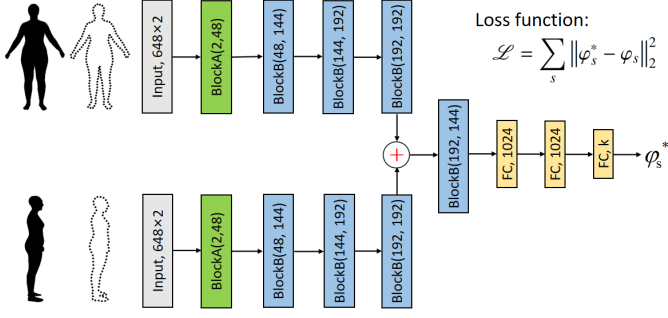 Loss function:
ℒ = ∑ₛ ‖φₛ* − φₛ‖₂²
Input, 648×2
BlockA(2,48)
BlockB(48, 144)
BlockB(144, 192)
BlockB(192, 192)
+
BlockB(192, 144)
FC, 1024
FC, 1024
FC, k
φₛ*
Input, 648×2
BlockA(2,48)
BlockB(48, 144)
BlockB(144, 192)
BlockB(192, 192)